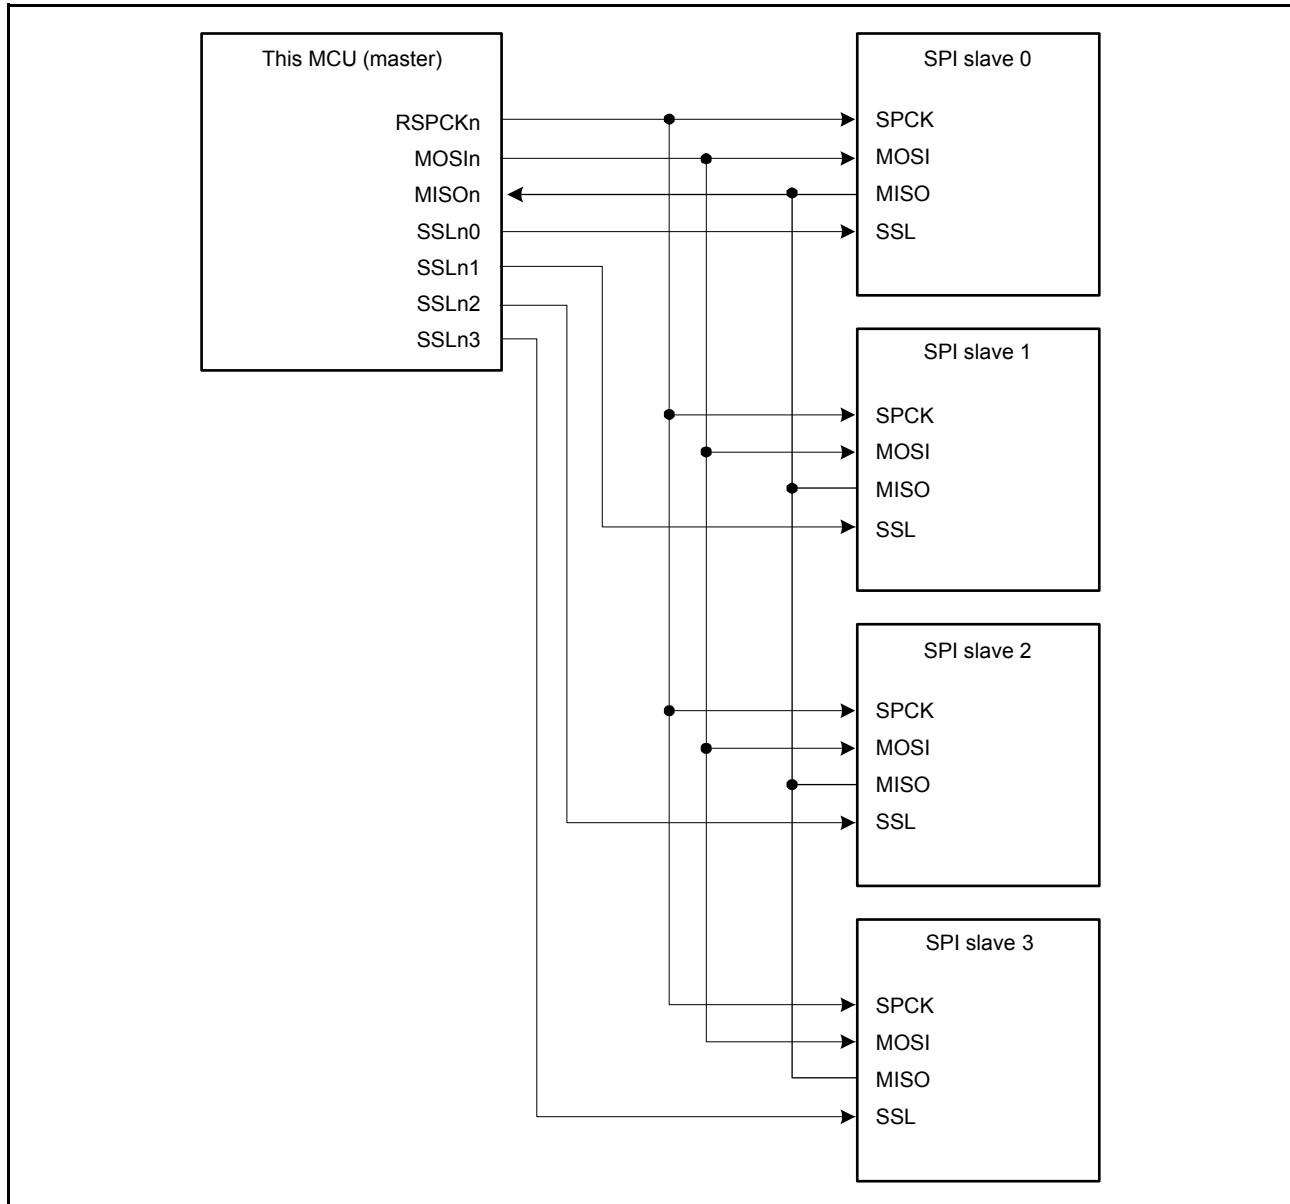 This MCU (master)
RSPCKn
MOSIn
MISOn
SSLn0
SSLn1
SSLn2
SSLn3
SPI slave 0
SPCK
MOSI
MISO
SSL
SPI slave 1
SPCK
MOSI
MISO
SSL
SPI slave 2
SPCK
MOSI
MISO
SSL
SPI slave 3
SPCK
MOSI
MISO
SSL